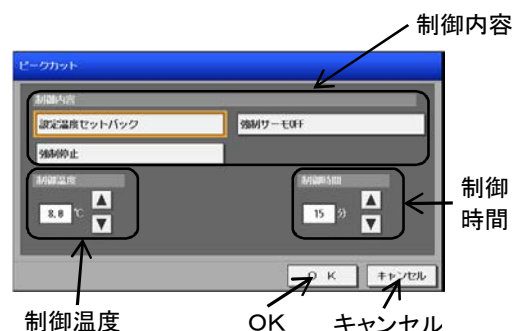 制御内容
ピークカット
制御内容
設定温度セットバック
強制サーモOFF
強制停止
制御温度
制御時間
8.0 ℃
15 分
制御
時間
OK
キャンセル
制御温度
OK
キャンセル